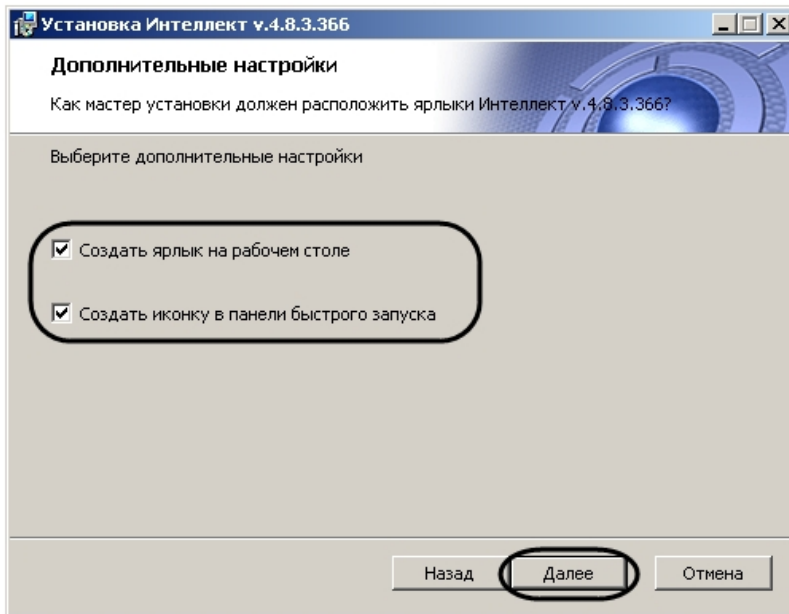 Установка Интеллект v.4.8.3.366
Дополнительные настройки
Как мастер установки должен расположить ярлыки Интеллект v.4.8.3.366?
Выберите дополнительные настройки
Создать ярлык на рабочем столе
Создать иконку в панели быстрого запуска
Назад Далее Отмена